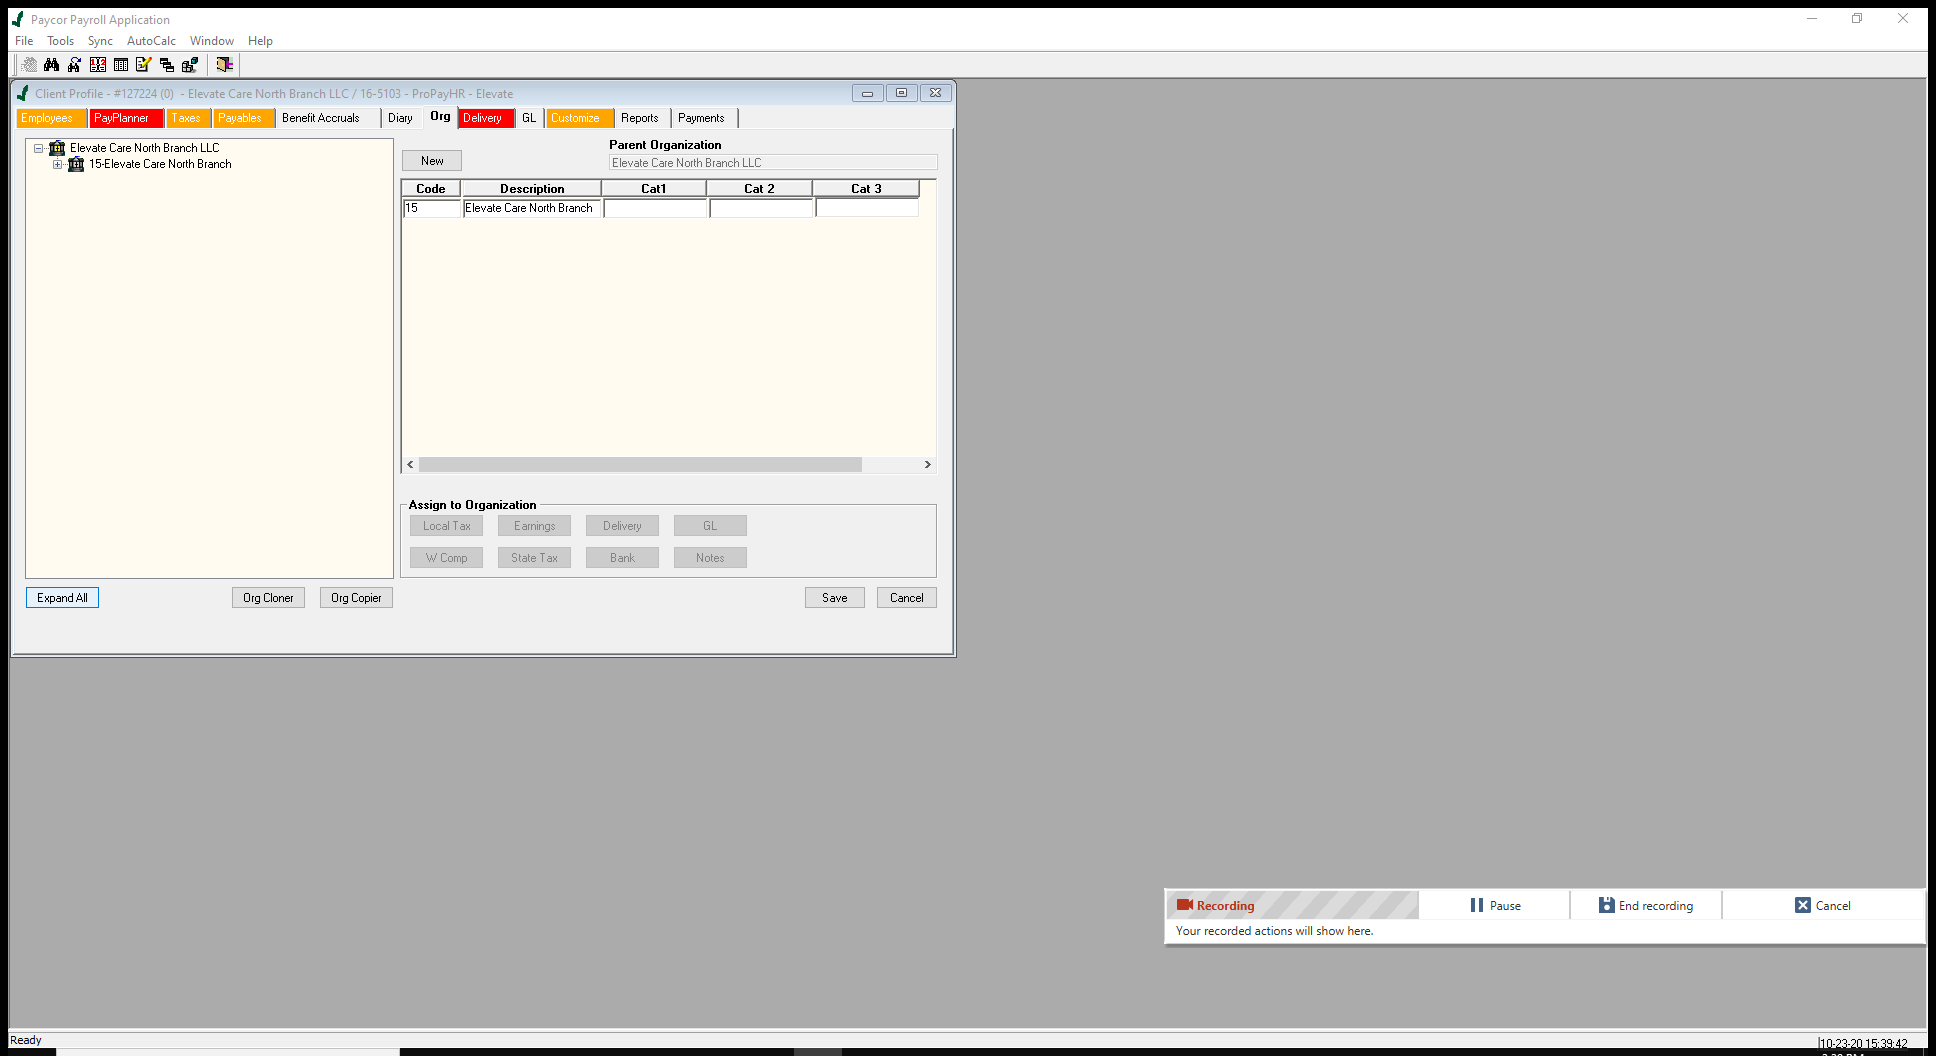 Paycor Payroll Application
File Tools Sync AutoCalc Window Help
Client Profile - #127224 (0) - Elevate Care North Branch LLC / 16-5103 - ProPayHR - Elevate
Employees PayPlanner Taxes Payables Benefit Accruals Diary Org Delivery GL Customize Reports Payments
Elevate Care North Branch LLC
15-Elevate Care North Branch
New
Parent Organization
Elevate Care North Branch LLC
Code Description Cat1 Cat 2 Cat 3
15 Elevate Care North Branch
Assign to Organization
Local Tax Earnings Delivery GL
W Comp State Tax Bank Notes
Expand All Org Cloner Org Copier Save Cancel
Recording Pause End recording Cancel
Your recorded actions will show here.
Ready
10-23-20 15:39:42